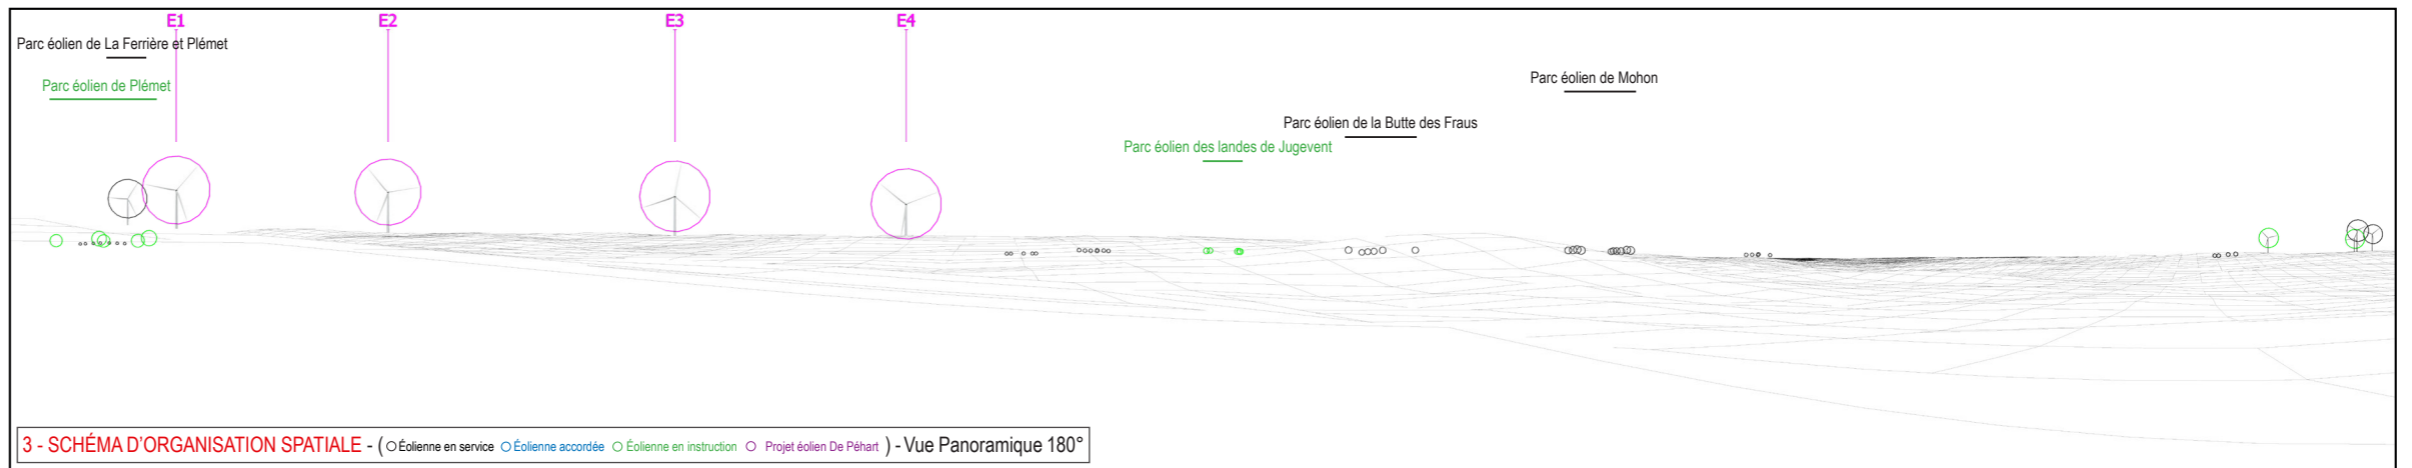 E1
E2
E3
E4
Parc éolien de La Ferrière et Plémet
Parc éolien de Plémet
Parc éolien de Mohon
Parc éolien de la Butte des Fraus
Parc éolien des landes de Jugevent
3 - SCHÉMA D'ORGANISATION SPATIALE - ( Éolienne en service Éolienne accordée Éolienne en instruction Projet éolien De Péhart ) - Vue Panoramique 180°